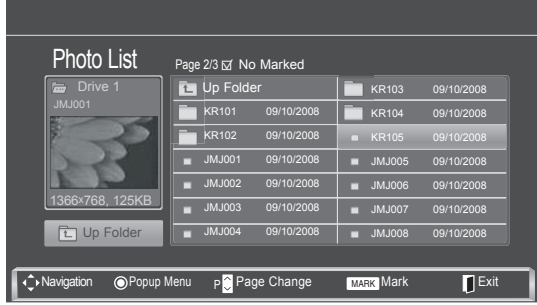 Photo List
Page 2/3 ☑ No Marked
Drive 1
JMJ001
1366x768, 125KB
Up Folder
Up Folder
KR101 09/10/2008
KR102 09/10/2008
JMJ001 09/10/2008
JMJ002 09/10/2008
JMJ003 09/10/2008
JMJ004 09/10/2008
KR103 09/10/2008
KR104 09/10/2008
KR105 09/10/2008
JMJ005 09/10/2008
JMJ006 09/10/2008
JMJ007 09/10/2008
JMJ008 09/10/2008
Navigation Popup Menu P Page Change MARK Mark Exit